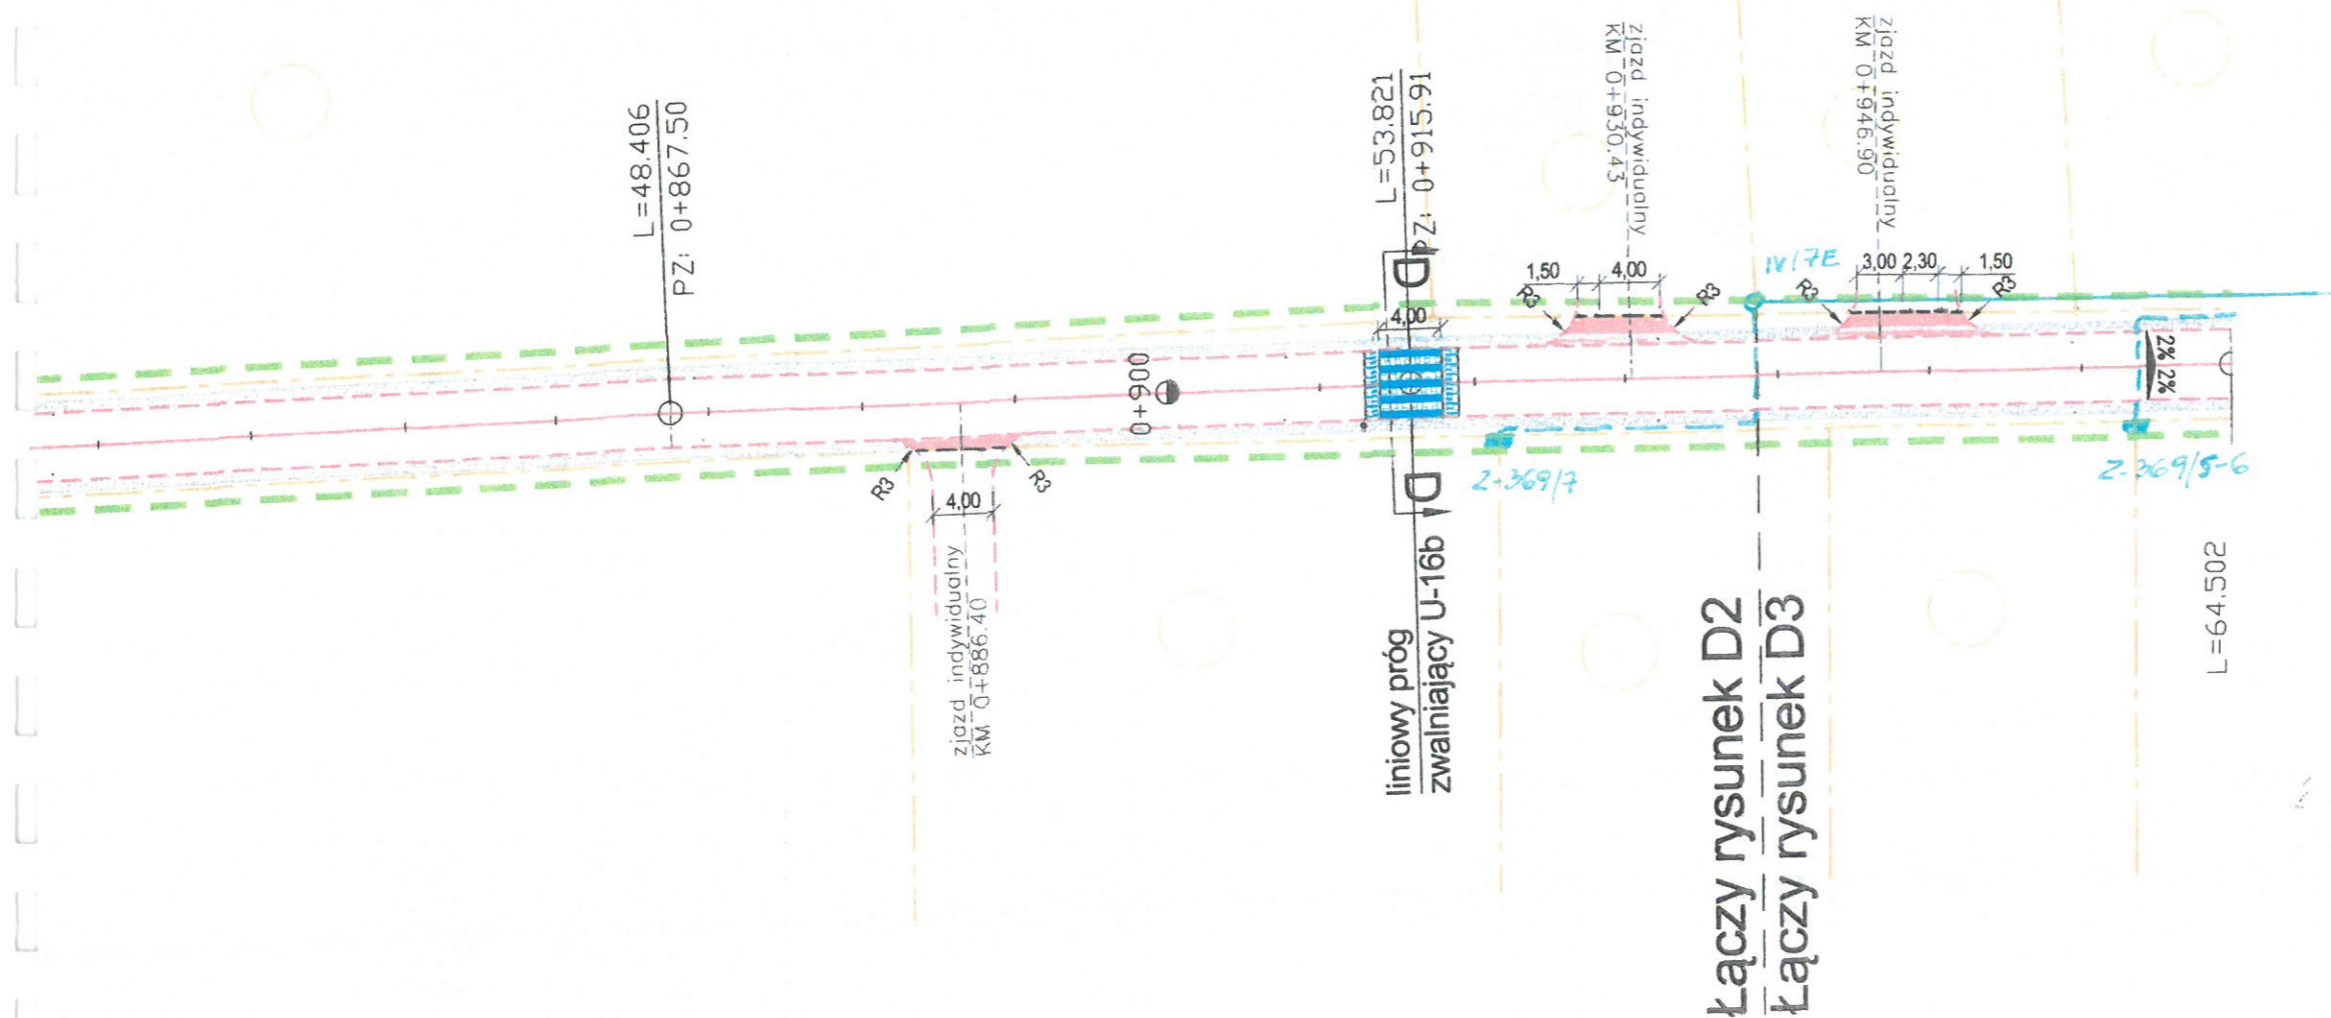 L=48.406
PZ: 0+867.50
L=53.821
PZ: 0+915.91
zjazd indywidualny
KM 0+930.43
zjazd indywidualny
KM 0+946.90
1,50
4,00
R3
R3
IV/7E
3,00
2,30
1,50
R3
R3
D
4,00
0+900
2% 2%
R3
R3
4,00
zjazd indywidualny
KM 0+886.40
D
liniowy próg
zwalniający U-16b
Z-369/7
Z-369/5-6
Łączy rysunek D2
Łączy rysunek D3
L=64.502